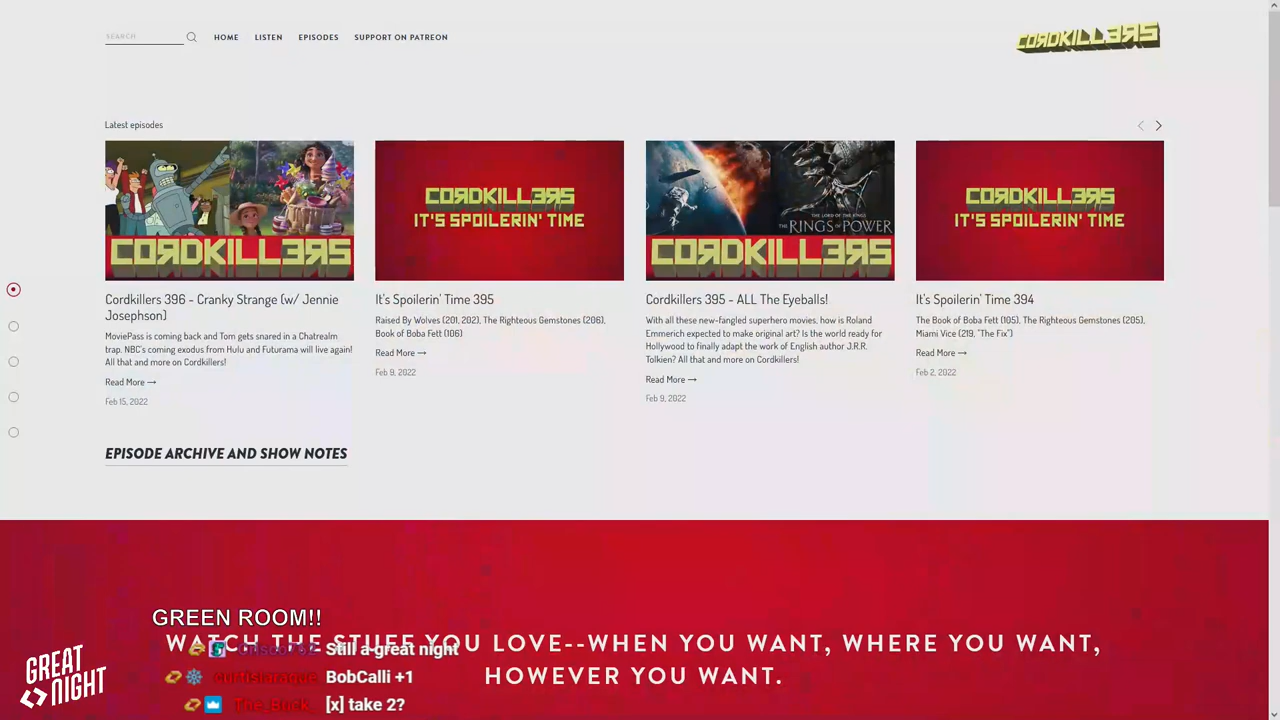 SEARCH
HOME
LISTEN
EPISODES
SUPPORT ON PATREON
CORDKILLERS
Latest episodes
CORDKILLERS
Cordkillers 396 - Cranky Strange (w/ Jennie
Josephson)
MoviePass is coming back and Tom gets snared in a Chatrealm
trap. NBC's coming exodus from Hulu and Futurama will live again!
All that and more on Cordkillers!
Read More →
Feb 15, 2022
CORDKILLERS
IT'S SPOILERIN' TIME
It's Spoilerin' Time 395
Raised By Wolves (201, 202), The Righteous Gemstones (206),
Book of Boba Fett (106)
Read More →
Feb 9, 2022
THE LORD OF THE RINGS
THE RINGS OF POWER
CORDKILLERS
Cordkillers 395 - ALL The Eyeballs!
With all these new-fangled superhero movies, how is Roland
Emmerich expected to make original art? Is the world ready for
Hollywood to finally adapt the work of English author J.R.R.
Tolkien? All that and more on Cordkillers!
Read More →
Feb 9, 2022
CORDKILLERS
IT'S SPOILERIN' TIME
It's Spoilerin' Time 394
The Book of Boba Fett (105), The Righteous Gemstones (205),
Miami Vice (219, "The Fix")
Read More →
Feb 2, 2022
EPISODE ARCHIVE AND SHOW NOTES
GREEN ROOM!!
WATCH THE STUFF YOU LOVE--WHEN YOU WANT, WHERE YOU WANT,
HOWEVER YOU WANT.
Still a great night
curtislaraque BobCalli +1
The_Buck_ [x] take 2?
GREAT
NIGHT